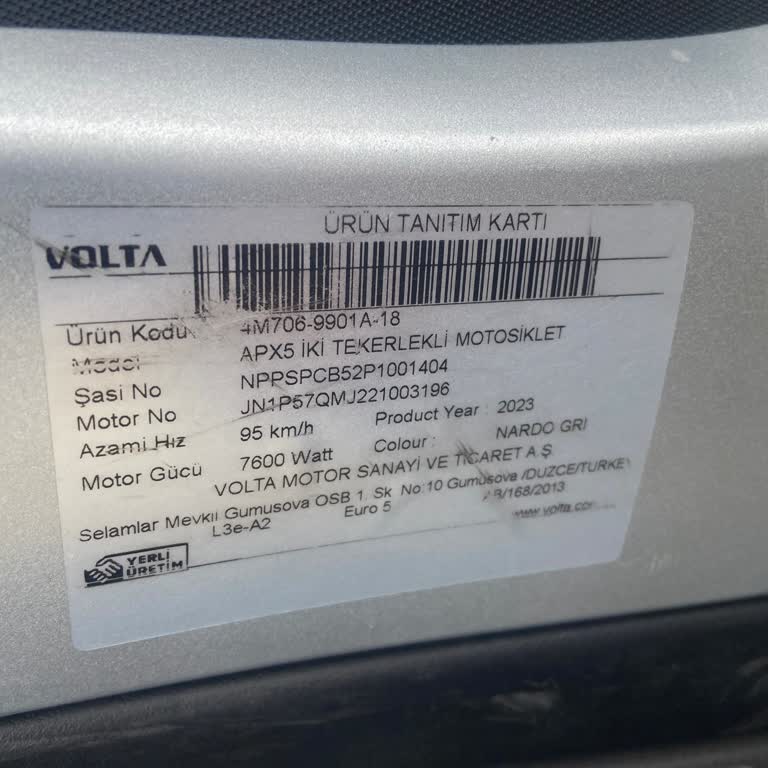 ÜRÜN TANITIM KARTI
VOLTA
Ürün Kodu 4M706-9901A-18
Model APX5 İKİ TEKERLEKLİ MOTOSİKLET
Şasi No NPPSPCB52P1001404
Motor No JN1P57QMJ221003196
Azami Hız 95 km/h Product Year : 2023
Motor Gücü 7600 Watt Colour : NARDO GRI
VOLTA MOTOR SANAYİ VE TİCARET A Ş
Selamlar Mevkii Gumusova OSB 1. Sk No:10 Gumusova /DUZCE/TURKEY
L3e-A2 Euro 5 /168/2013
www.volta.com
YERLİ
ÜRETİM